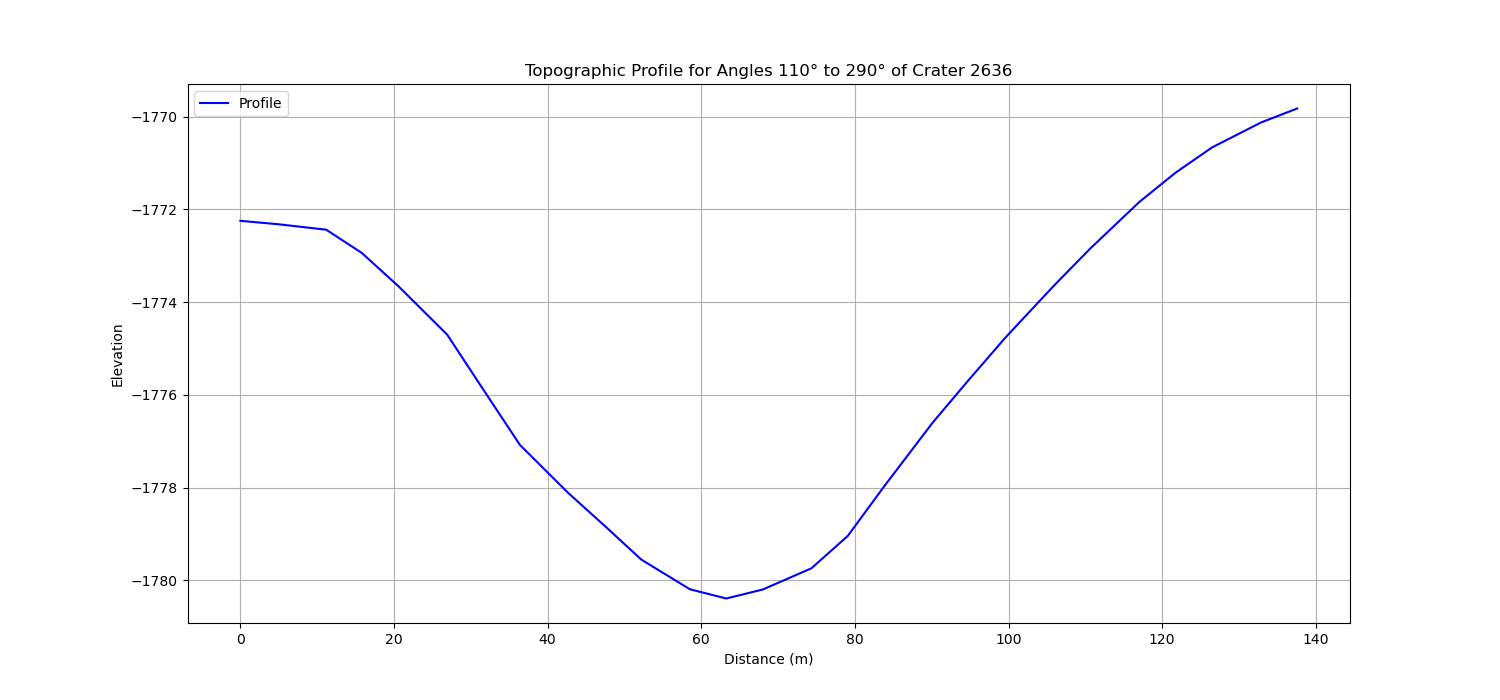 Topographic Profile for Angles 110° to 290° of Crater 2636
Profile
−1770
−1772
−1774
−1776
−1778
−1780
Elevation
0 20 40 60 80 100 120 140
Distance (m)